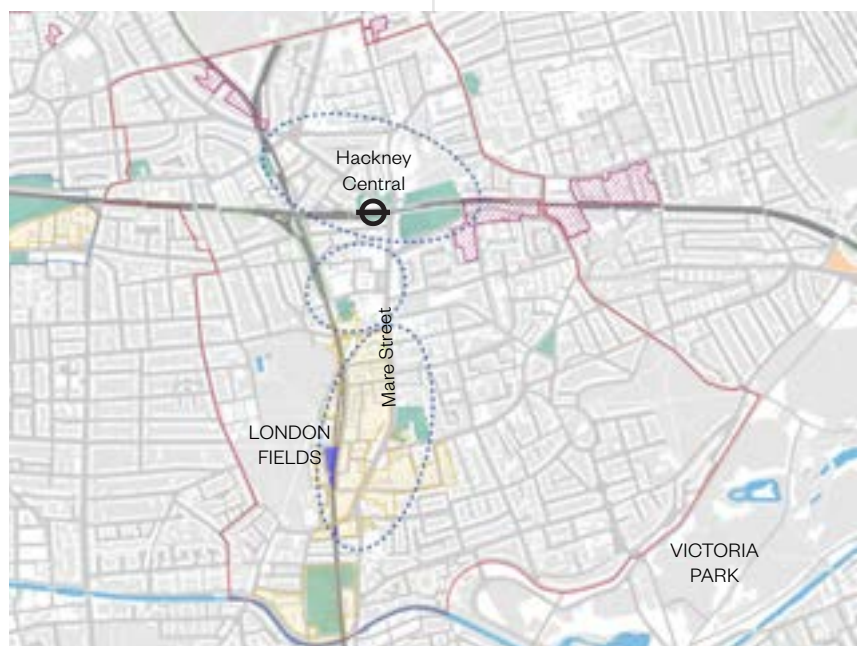 Hackney
Central
Mare Street
LONDON
FIELDS
VICTORIA
PARK